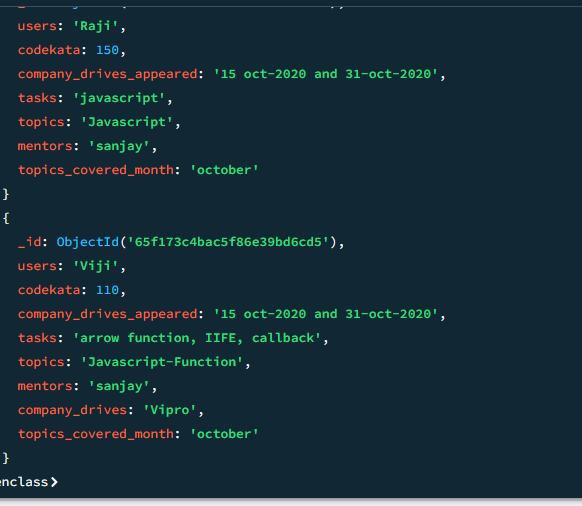 users: 'Raji',
codekata: 150,
company_drives_appeared: '15 oct-2020 and 31-oct-2020',
tasks: 'javascript',
topics: 'Javascript',
mentors: 'sanjay',
topics_covered_month: 'october'
}
{
_id: ObjectId('65f173c4bac5f86e39bd6cd5'),
users: 'Viji',
codekata: 110,
company_drives_appeared: '15 oct-2020 and 31-oct-2020',
tasks: 'arrow function, IIFE, callback',
topics: 'Javascript-Function',
mentors: 'sanjay',
company_drives: 'Vipro',
topics_covered_month: 'october'
}
enclass>